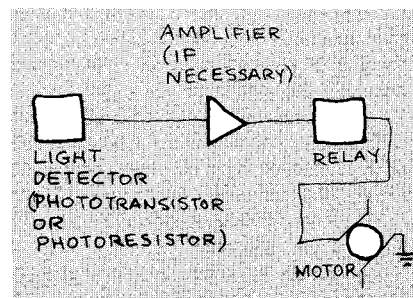 AMPLIFIER
(IF
NECESSARY)
LIGHT
DETECTOR
(PHOTOTRANSISTOR
OR
PHOTORESISTOR)
RELAY
MOTOR